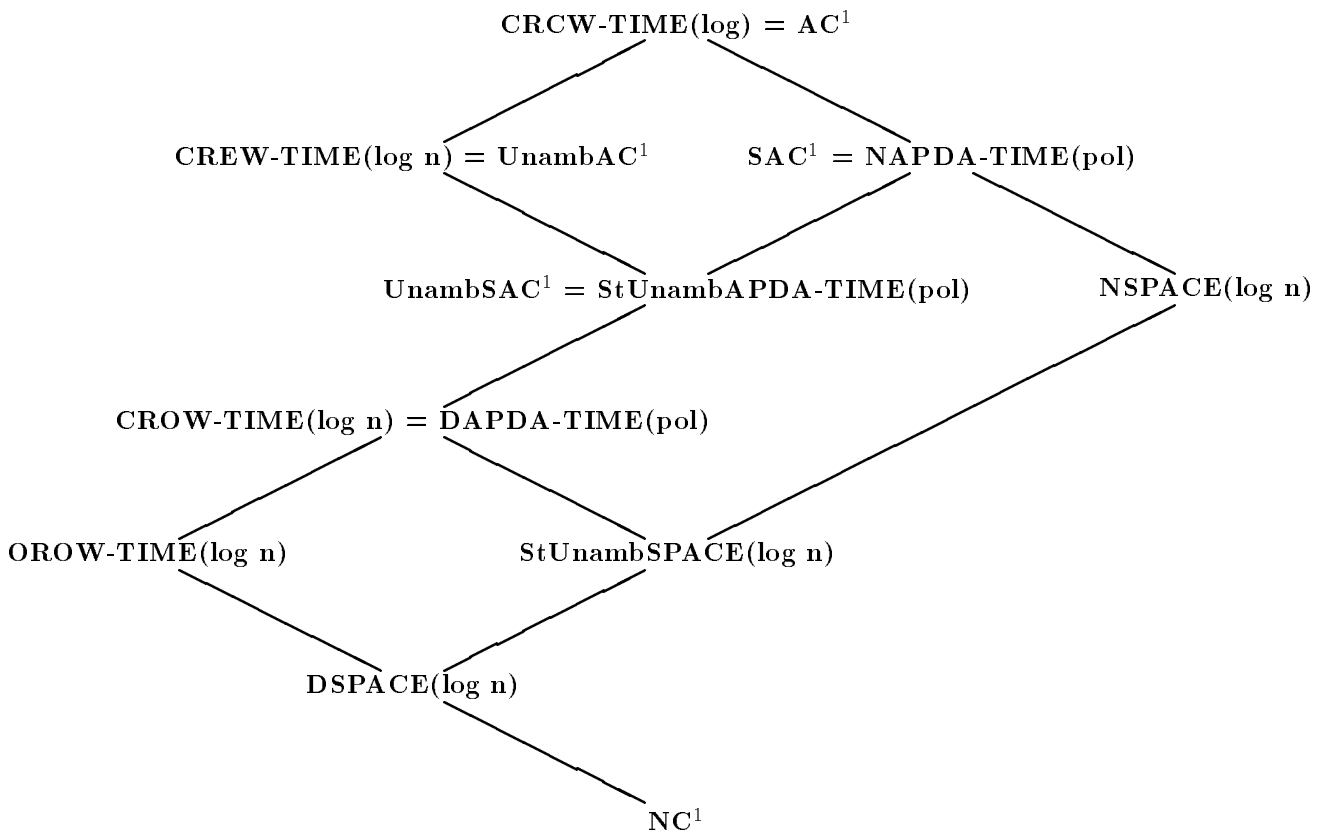 CRCW-TIME(log) = AC¹
CREW-TIME(log n) = UnambAC¹
SAC¹ = NAPDA-TIME(pol)
UnambSAC¹ = StUnambAPDA-TIME(pol)
NSPACE(log n)
CROW-TIME(log n) = DAPDA-TIME(pol)
OROW-TIME(log n)
StUnambSPACE(log n)
DSPACE(log n)
NC¹